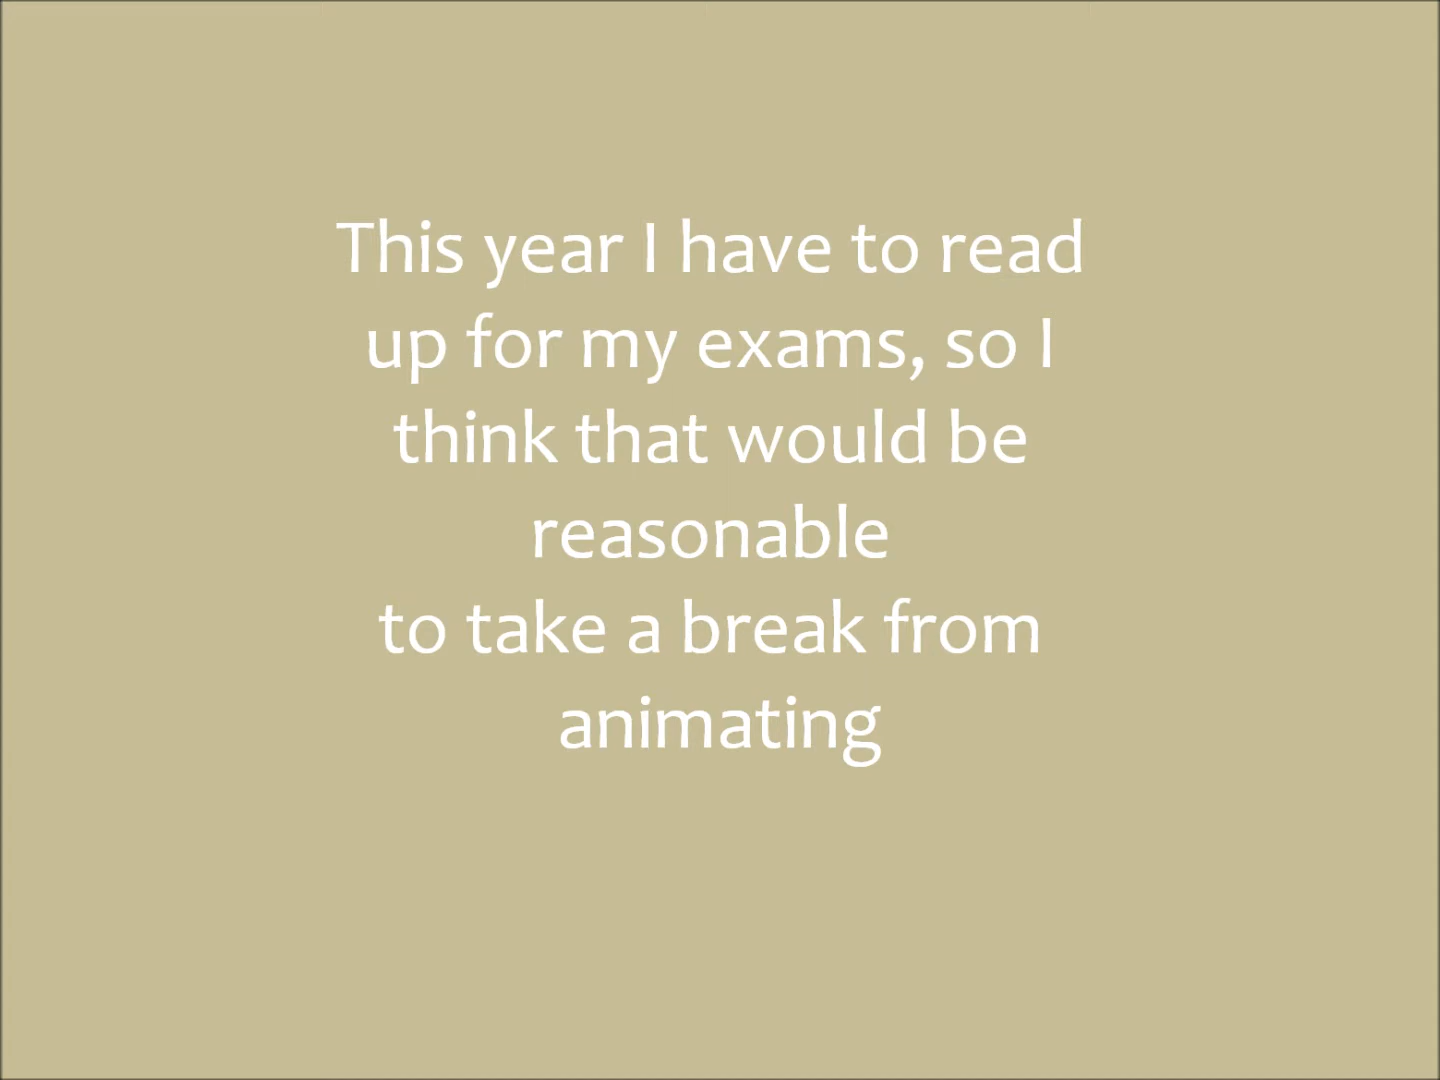 This year I have to read
up for my exams, so I
think that would be
reasonable
to take a break from
animating